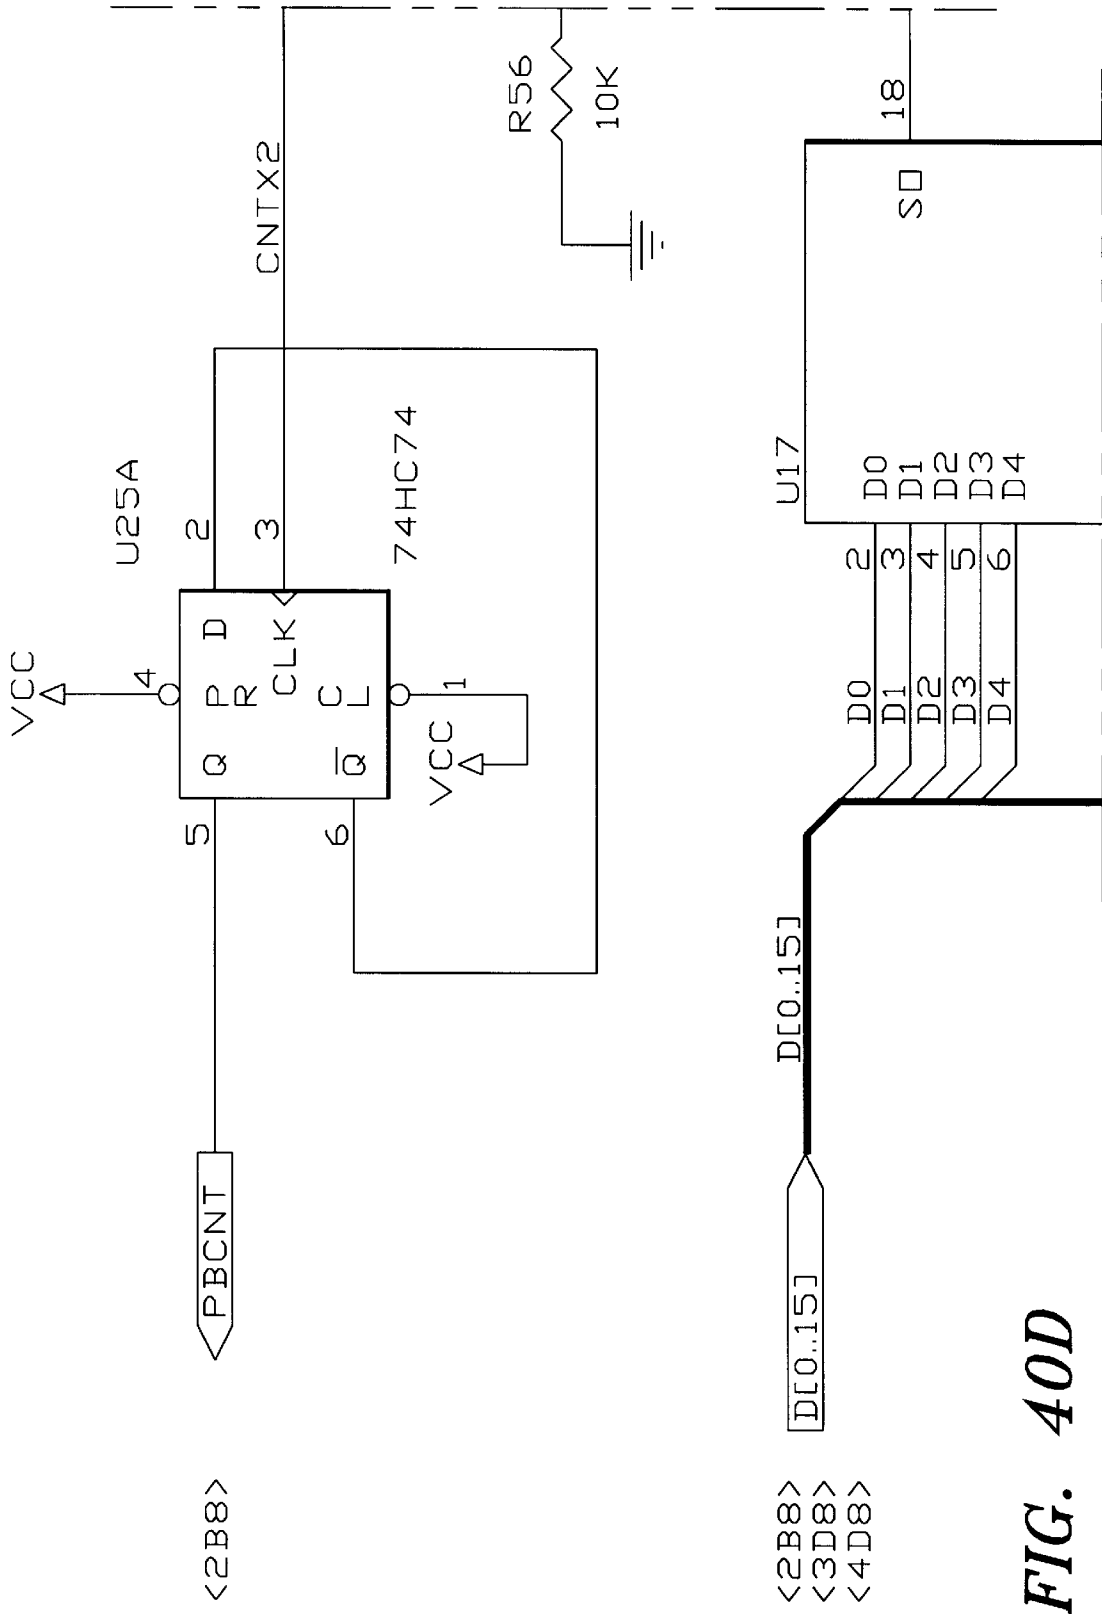 VCC
U25A
4
5
2
<2B8>
PBCNT
Q
P
R
D
CNTX2
3
CLK
C
L
6
Q̅
1
VCC
74HC74
R56
10K
<2B8>
<3D8>
<4D8>
D[0..15]
D[0..15]
U17
D0 2 D0
D1 3 D1
D2 4 D2
D3 5 D3
D4 6 D4
SO
18
FIG. 40D